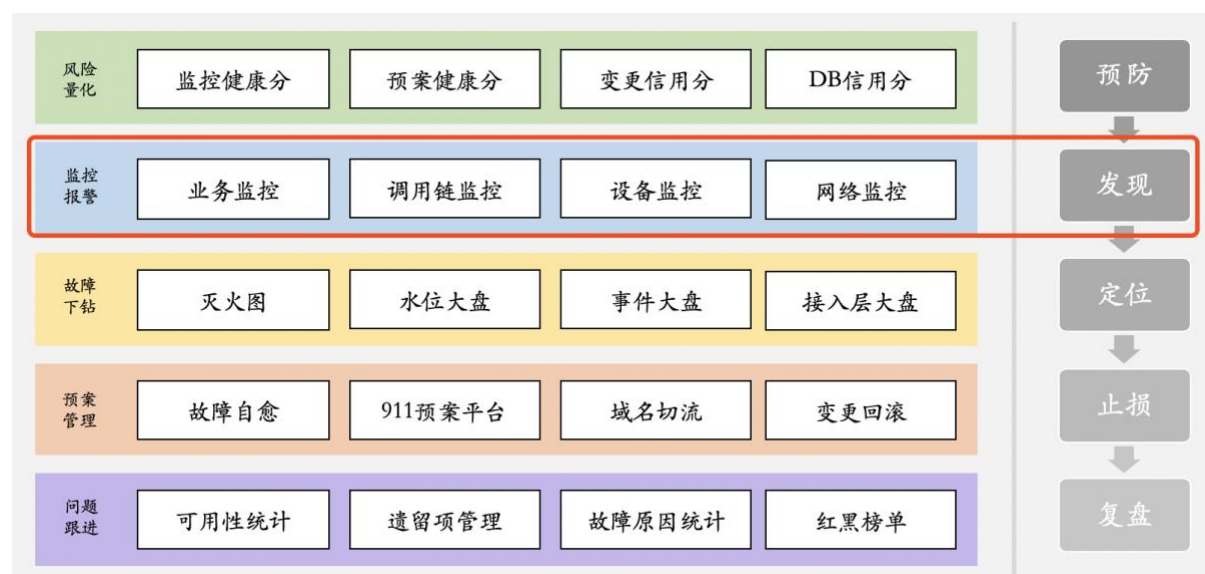 风险
量化
监控健康分
预案健康分
变更信用分
DB信用分
预防
监控
报警
业务监控
调用链监控
设备监控
网络监控
发现
故障
下钻
灭火图
水位大盘
事件大盘
接入层大盘
定位
预案
管理
故障自愈
911预案平台
域名切流
变更回滚
止损
问题
跟进
可用性统计
遗留项管理
故障原因统计
红黑榜单
复盘